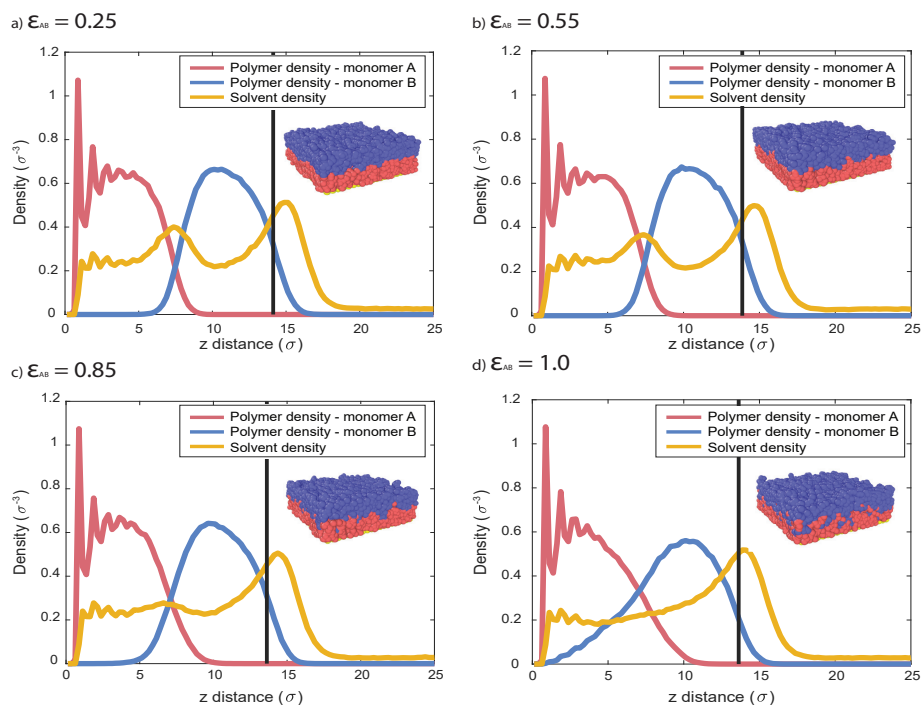 a) ε_AB = 0.25
Density (σ⁻³)
1.2
1
0.8
0.6
0.4
0.2
0
Polymer density - monomer A
Polymer density - monomer B
Solvent density
0 5 10 15 20 25
z distance (σ)
b) ε_AB = 0.55
Density (σ⁻³)
1.2
1
0.8
0.6
0.4
0.2
0
Polymer density - monomer A
Polymer density - monomer B
Solvent density
0 5 10 15 20 25
z distance (σ)
c) ε_AB = 0.85
Density (σ⁻³)
1.2
1
0.8
0.6
0.4
0.2
0
Polymer density - monomer A
Polymer density - monomer B
Solvent density
0 5 10 15 20 25
z distance (σ)
d) ε_AB = 1.0
Density (σ⁻³)
1.2
1
0.8
0.6
0.4
0.2
0
Polymer density - monomer A
Polymer density - monomer B
Solvent density
0 5 10 15 20 25
z distance (σ)